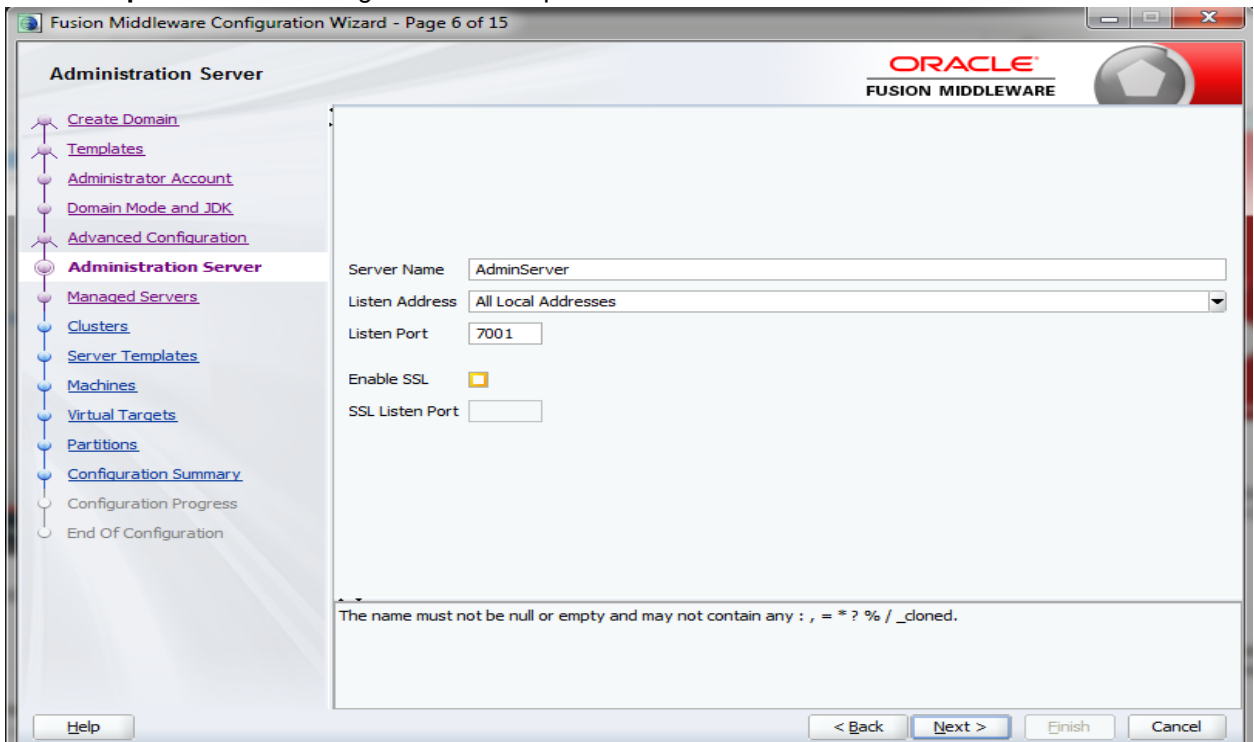 Fusion Middleware Configuration Wizard - Page 6 of 15
Administration Server
ORACLE
FUSION MIDDLEWARE
Create Domain
Templates
Administrator Account
Domain Mode and JDK
Advanced Configuration
Administration Server
Managed Servers
Clusters
Server Templates
Machines
Virtual Targets
Partitions
Configuration Summary
Configuration Progress
End Of Configuration
Server Name AdminServer
Listen Address All Local Addresses
Listen Port 7001
Enable SSL
SSL Listen Port
The name must not be null or empty and may not contain any : , = * ? % / _cloned.
Help < Back Next > Finish Cancel